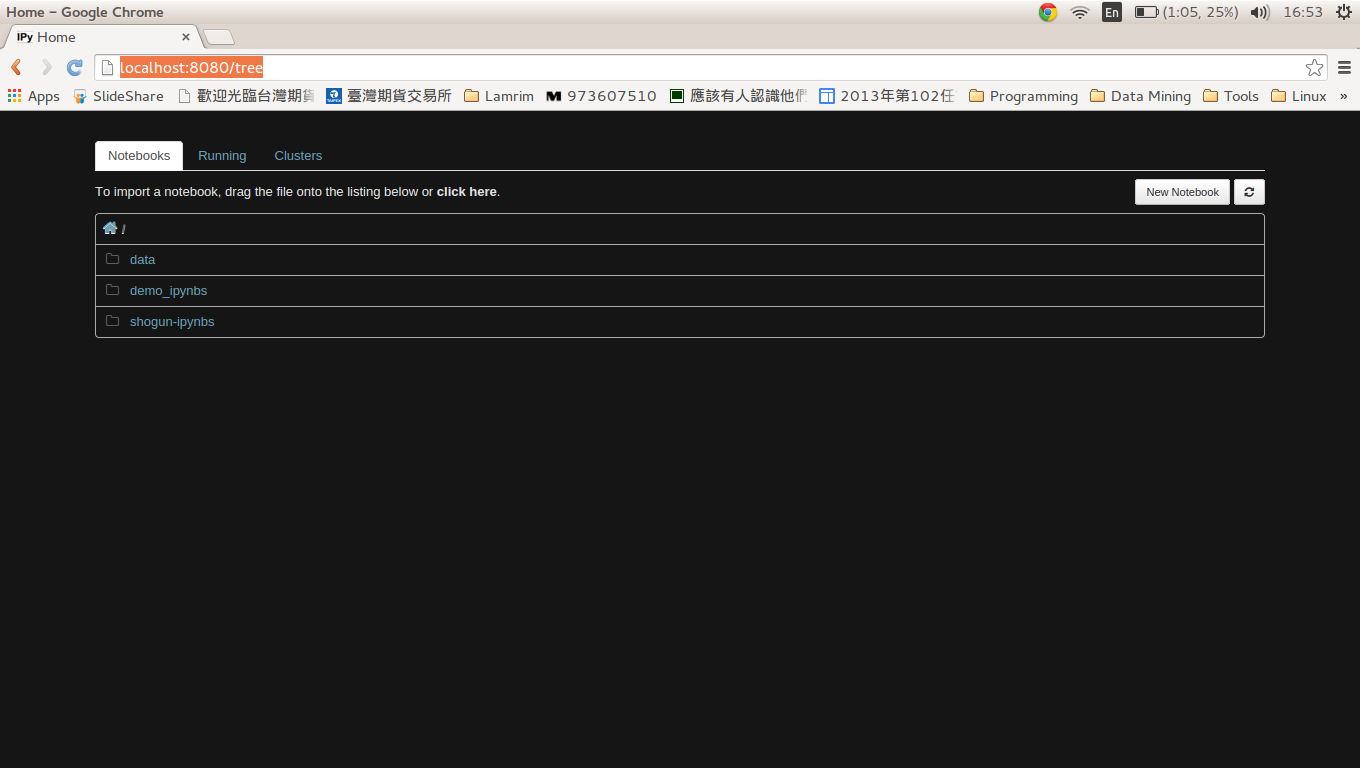 Home - Google Chrome
En (1:05, 25%) 16:53
IPy Home
localhost:8080/tree
Apps SlideShare 歡迎光臨台灣期貨 臺灣期貨交易所 Lamrim 973607510 應該有人認識他們 2013年第102任 Programming Data Mining Tools Linux »
Notebooks Running Clusters
To import a notebook, drag the file onto the listing below or click here.
New Notebook
/
data
demo_ipynbs
shogun-ipynbs